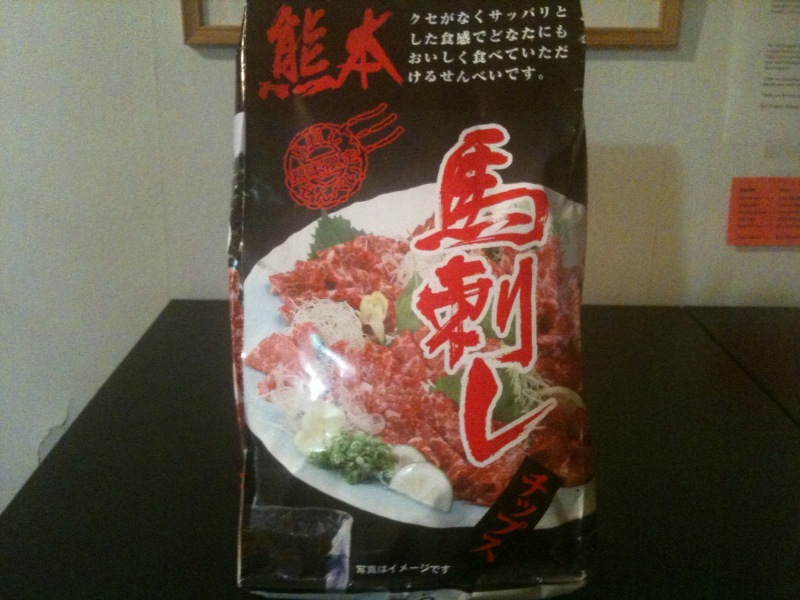 熊本
クセがなくサッパリと
した食感でどなたにも
おいしく食べていただ
けるせんべいです。
馬刺し
チップス
写真はイメージです